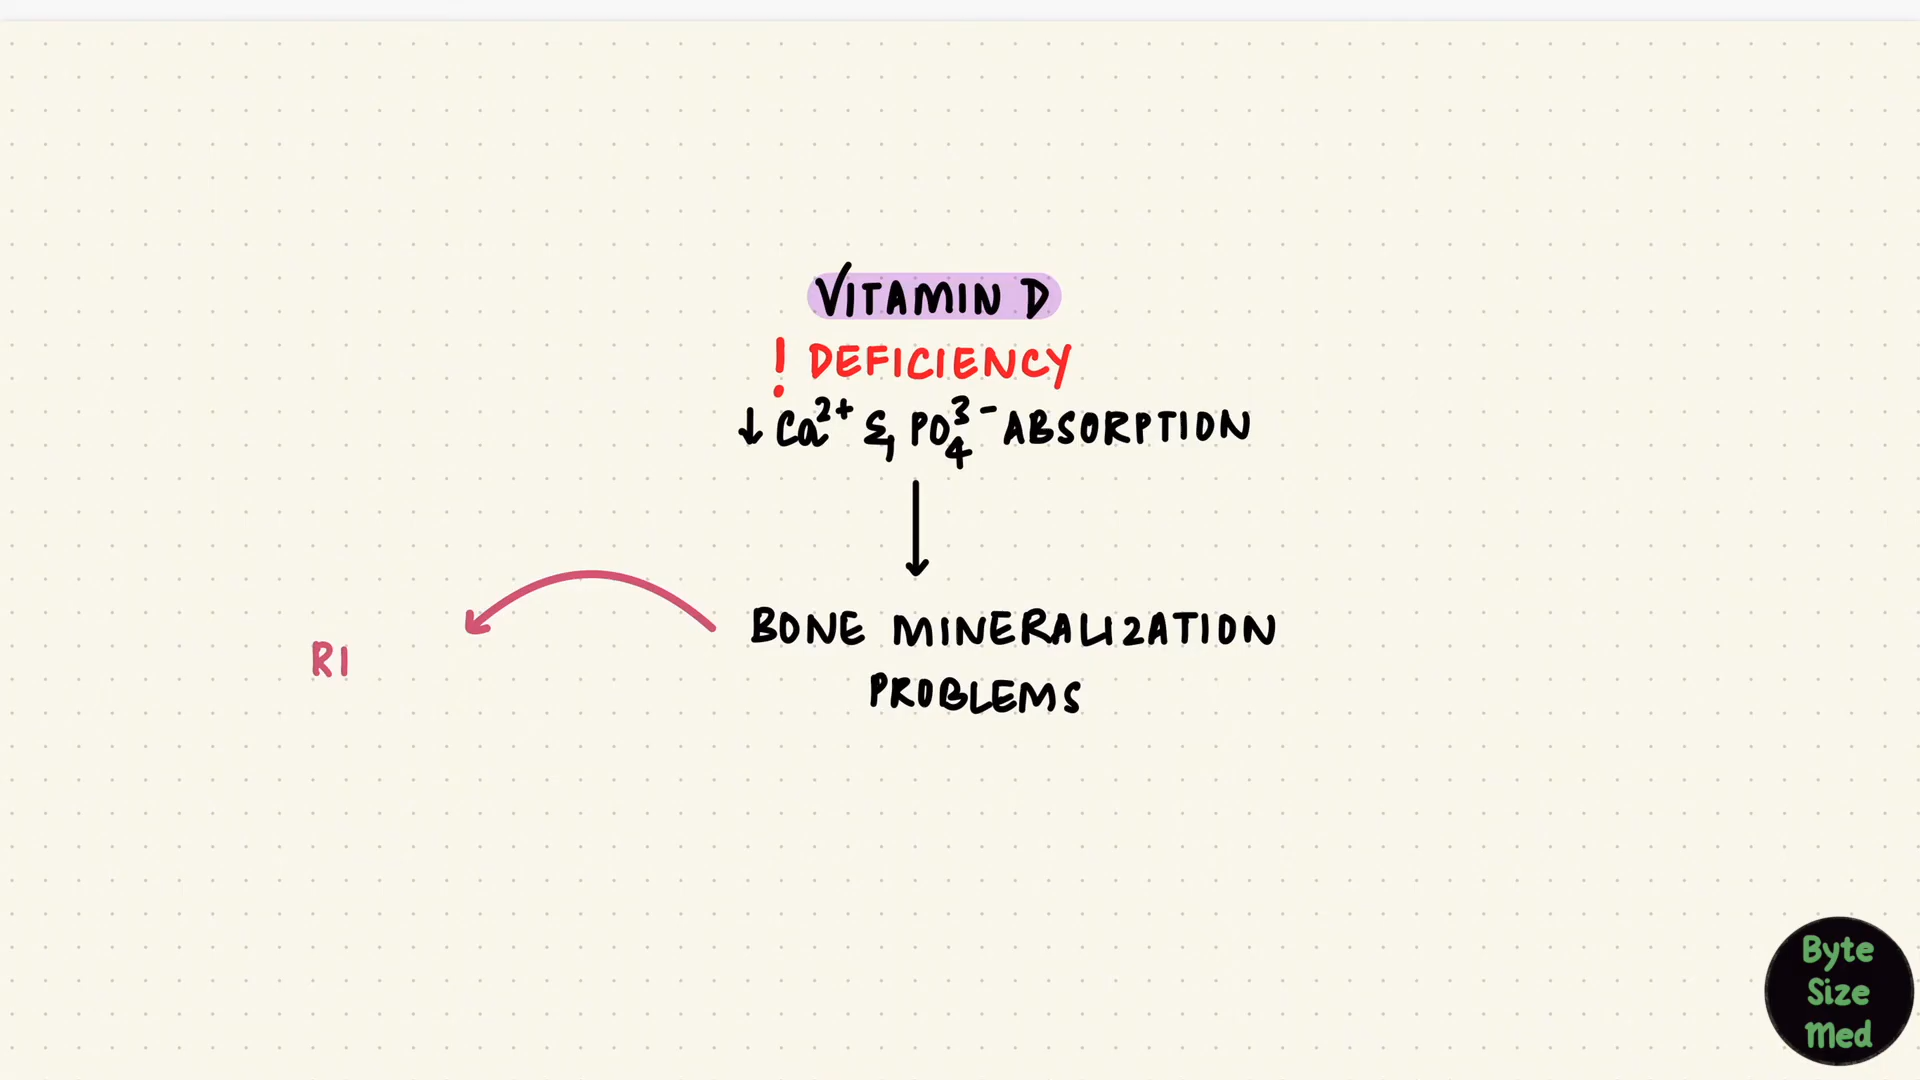 VITAMIN D
! DEFICIENCY
↓ Ca²⁺ & PO₄³⁻ ABSORPTION
BONE MINERALIZATION
PROBLEMS
RI
Byte
Size
Med